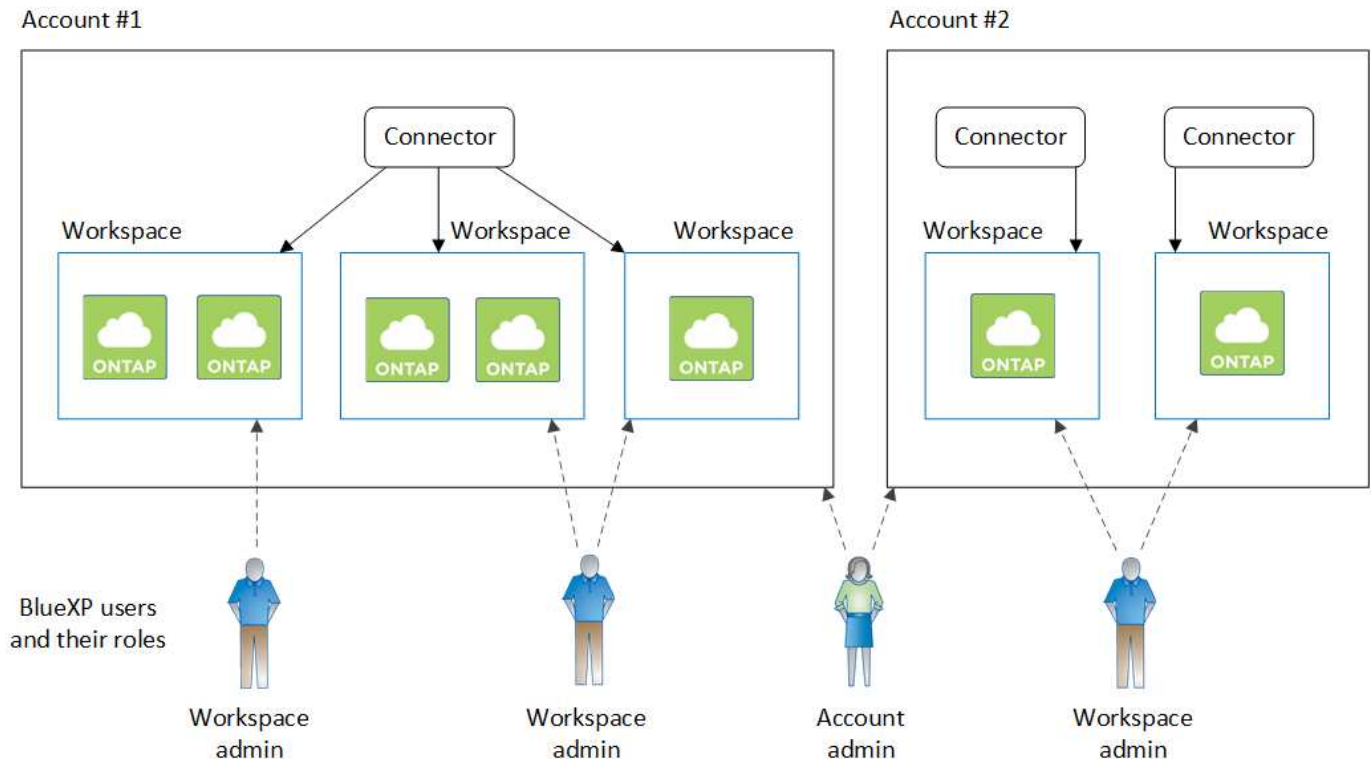 Account #1
Account #2
Connector
Connector
Connector
Workspace
Workspace
Workspace
Workspace
Workspace
ONTAP
ONTAP
ONTAP
ONTAP
ONTAP
ONTAP
ONTAP
BlueXP users
and their roles
Workspace
admin
Workspace
admin
Account
admin
Workspace
admin